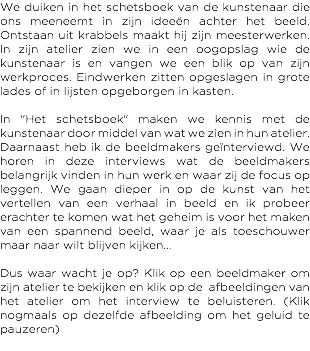 We duiken in het schetsboek van de kunstenaar die
ons meeneemt in zijn ideeën achter het beeld.
Ontstaan uit krabbels maakt hij zijn meesterwerken.
In zijn atelier zien we in een oogopslag wie de
kunstenaar is en vangen we een blik op van zijn
werkproces. Eindwerken zitten opgeslagen in grote
lades of in lijsten opgeborgen in kasten.

In "Het schetsboek" maken we kennis met de
kunstenaar door middel van wat we zien in hun atelier.
Daarnaast heb ik de beeldmakers geïnterviewd. We
horen in deze interviews wat de beeldmakers
belangrijk vinden in hun werk en waar zij de focus op
leggen. We gaan dieper in op de kunst van het
vertellen van een verhaal in beeld en ik probeer
erachter te komen wat het geheim is voor het maken
van een spannend beeld, waar je als toeschouwer
maar naar wilt blijven kijken...

Dus waar wacht je op? Klik op een beeldmaker om
zijn atelier te bekijken en klik op de afbeeldingen van
het atelier om het interview te beluisteren. (Klik
nogmaals op dezelfde afbeelding om het geluid te
pauzeren)